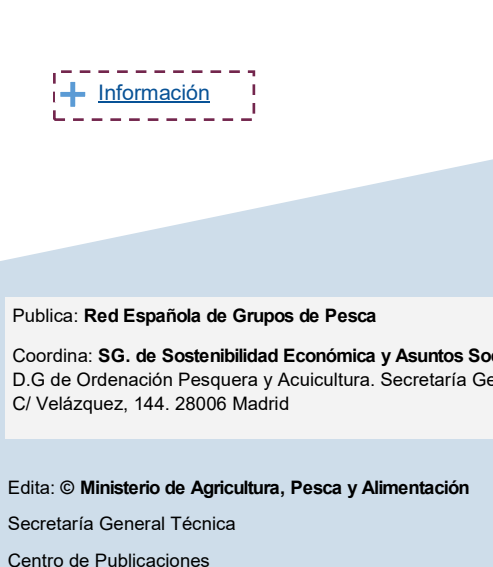 + Información
Publica: Red Española de Grupos de Pesca
Coordina: SG. de Sostenibilidad Económica y Asuntos
D.G de Ordenación Pesquera y Acuicultura. Secretaría
C/ Velázquez, 144. 28006 Madrid
Edita: © Ministerio de Agricultura, Pesca y Alimentación
Secretaría General Técnica
Centro de Publicaciones